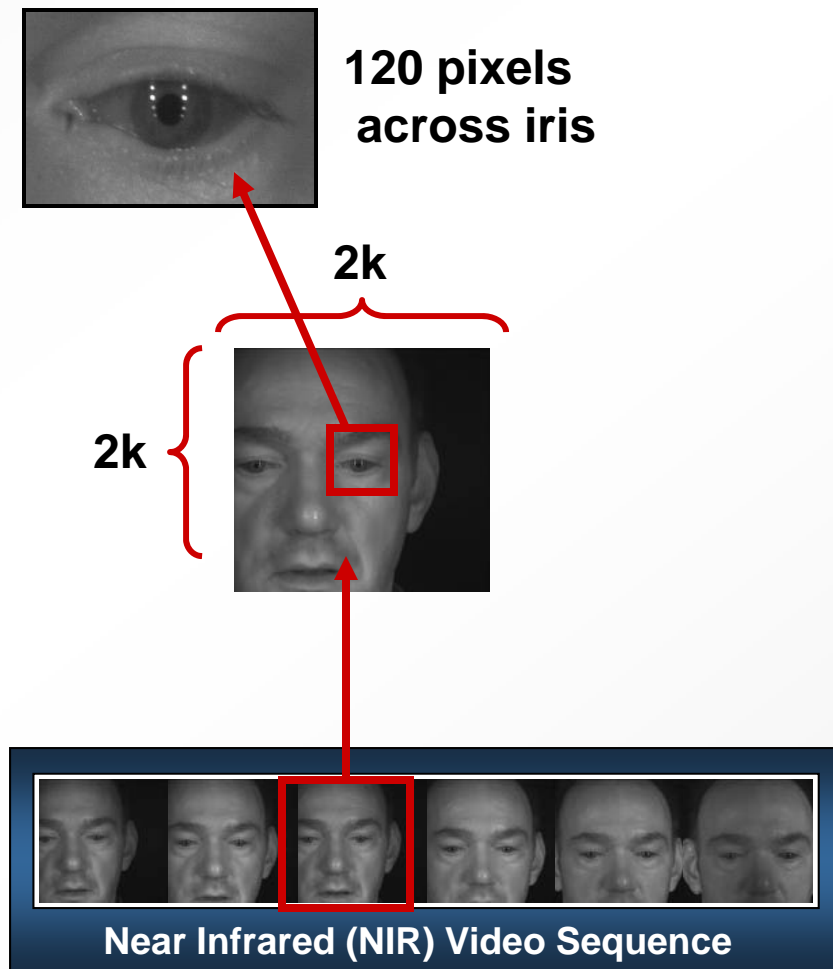 120 pixels
across iris
2k
2k
Near Infrared (NIR) Video Sequence